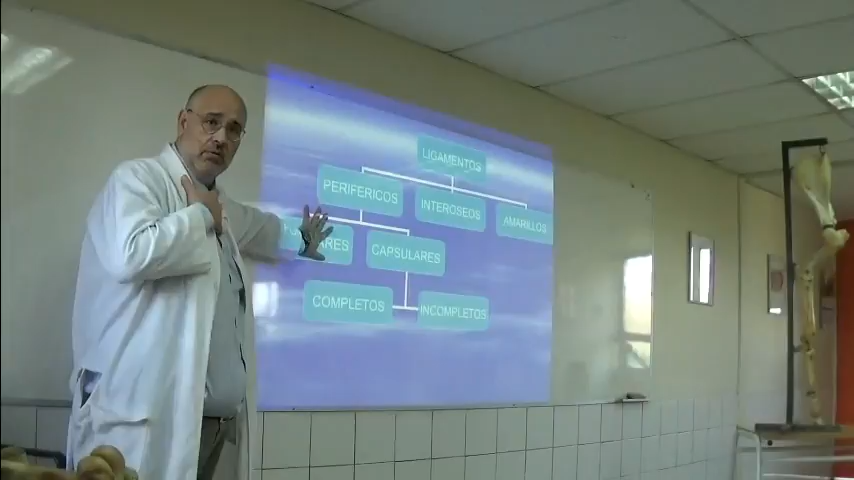 LIGAMENTOS
PERIFERICOS
INTEROSEOS
AMARILLOS
CAPSULARES
COMPLETOS
INCOMPLETOS